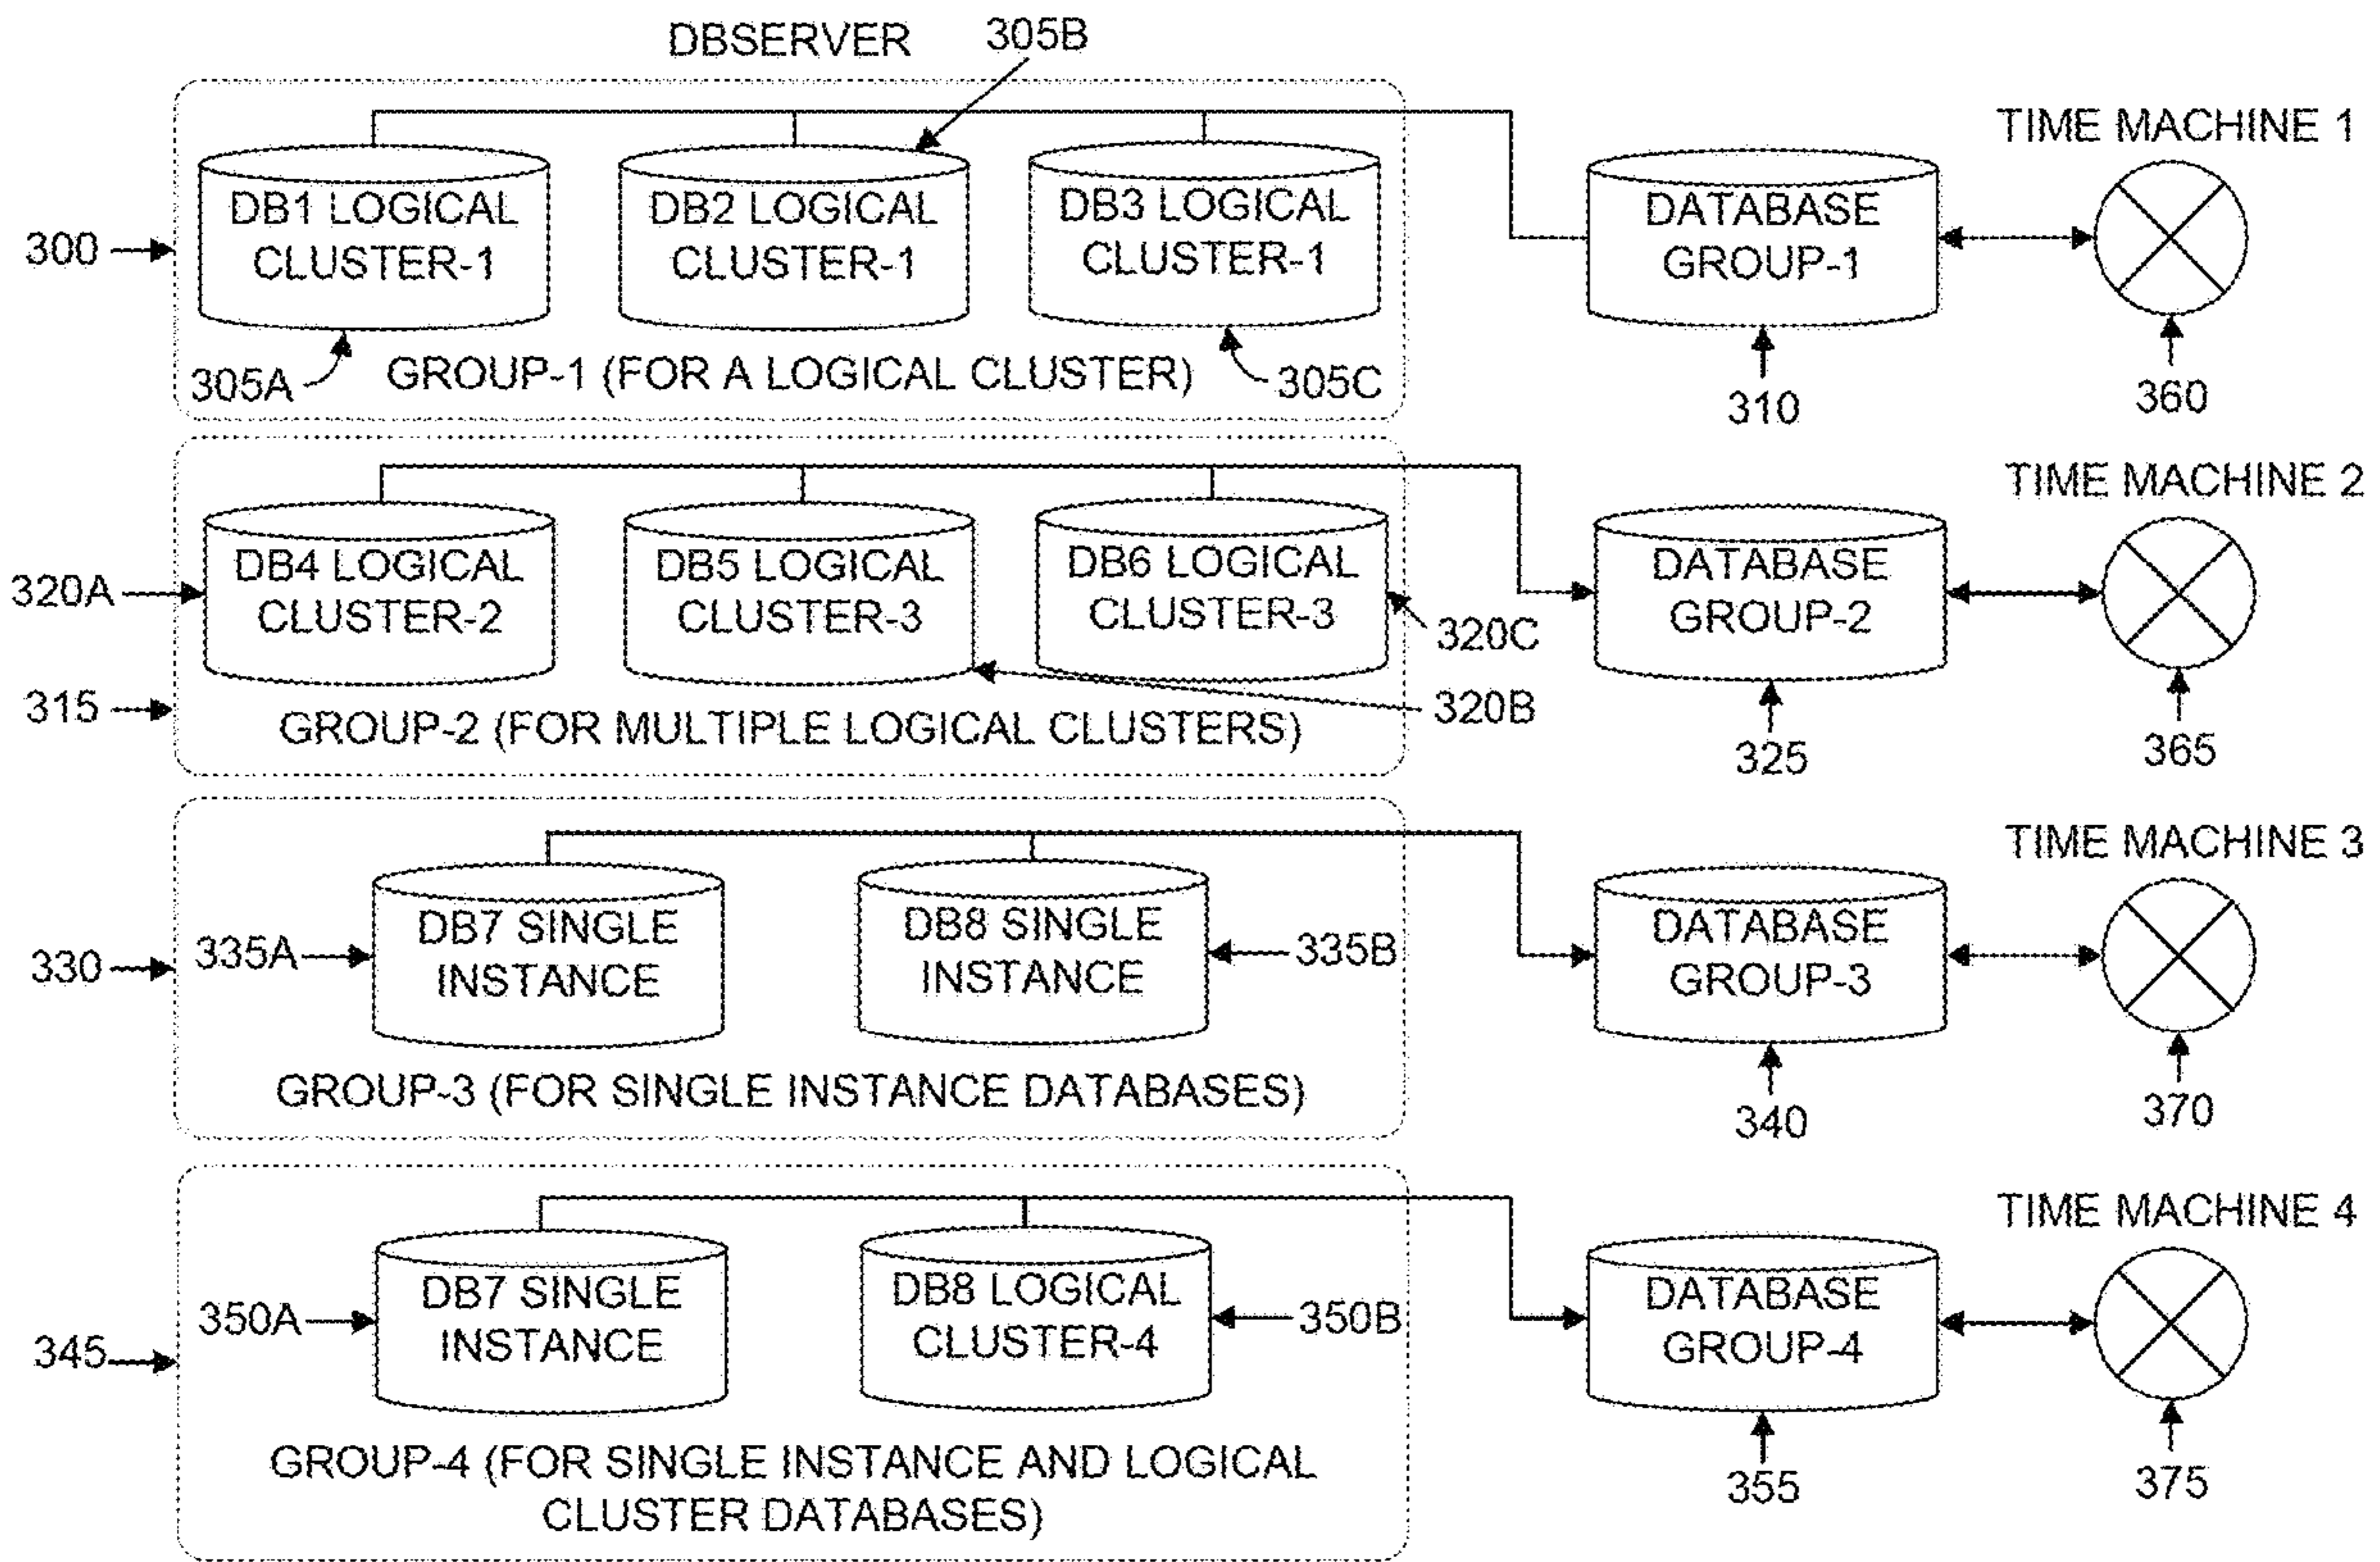 DBSERVER
305B
TIME MACHINE 1
DB1 LOGICAL
CLUSTER-1
DB2 LOGICAL
CLUSTER-1
DB3 LOGICAL
CLUSTER-1
DATABASE
GROUP-1
300
305A
GROUP-1 (FOR A LOGICAL CLUSTER)
305C
310
360
TIME MACHINE 2
DB4 LOGICAL
CLUSTER-2
DB5 LOGICAL
CLUSTER-3
DB6 LOGICAL
CLUSTER-3
DATABASE
GROUP-2
320A
320C
315
320B
GROUP-2 (FOR MULTIPLE LOGICAL CLUSTERS)
325
365
TIME MACHINE 3
DB7 SINGLE
INSTANCE
DB8 SINGLE
INSTANCE
DATABASE
GROUP-3
330
335A
335B
GROUP-3 (FOR SINGLE INSTANCE DATABASES)
340
370
TIME MACHINE 4
DB7 SINGLE
INSTANCE
DB8 LOGICAL
CLUSTER-4
DATABASE
GROUP-4
350A
350B
345
GROUP-4 (FOR SINGLE INSTANCE AND LOGICAL
CLUSTER DATABASES)
355
375